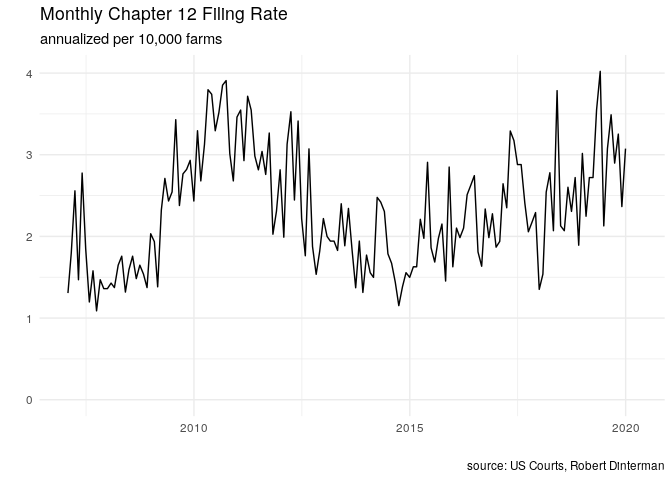 Monthly Chapter 12 Filing Rate
annualized per 10,000 farms
4
3
2
1
0
2010 2015 2020
source: US Courts, Robert Dinterman